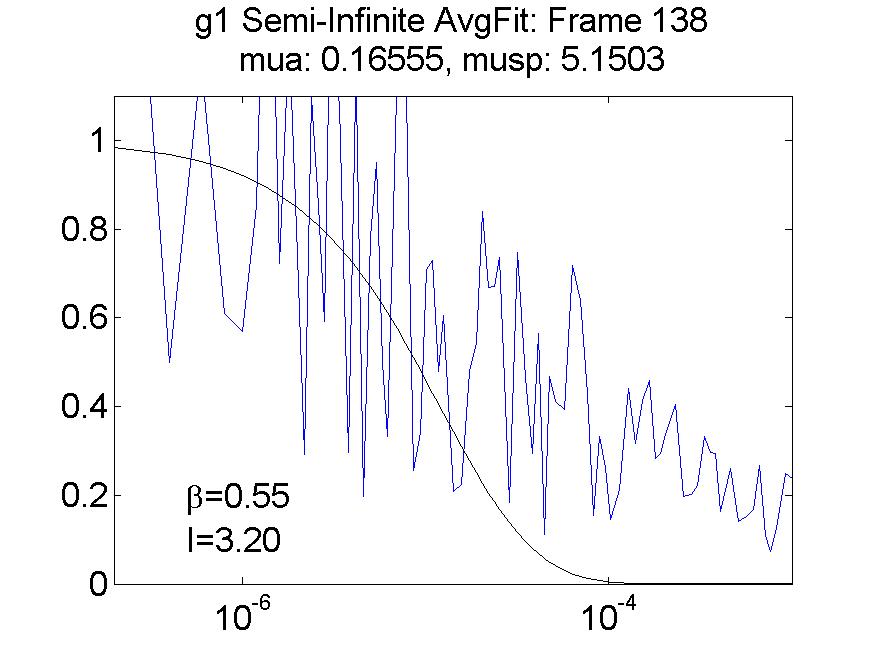 g1 Semi-Infinite AvgFit: Frame 138
mua: 0.16555, musp: 5.1503
1
0.8
0.6
0.4
0.2
0
β=0.55
I=3.20
10^-6
10^-4